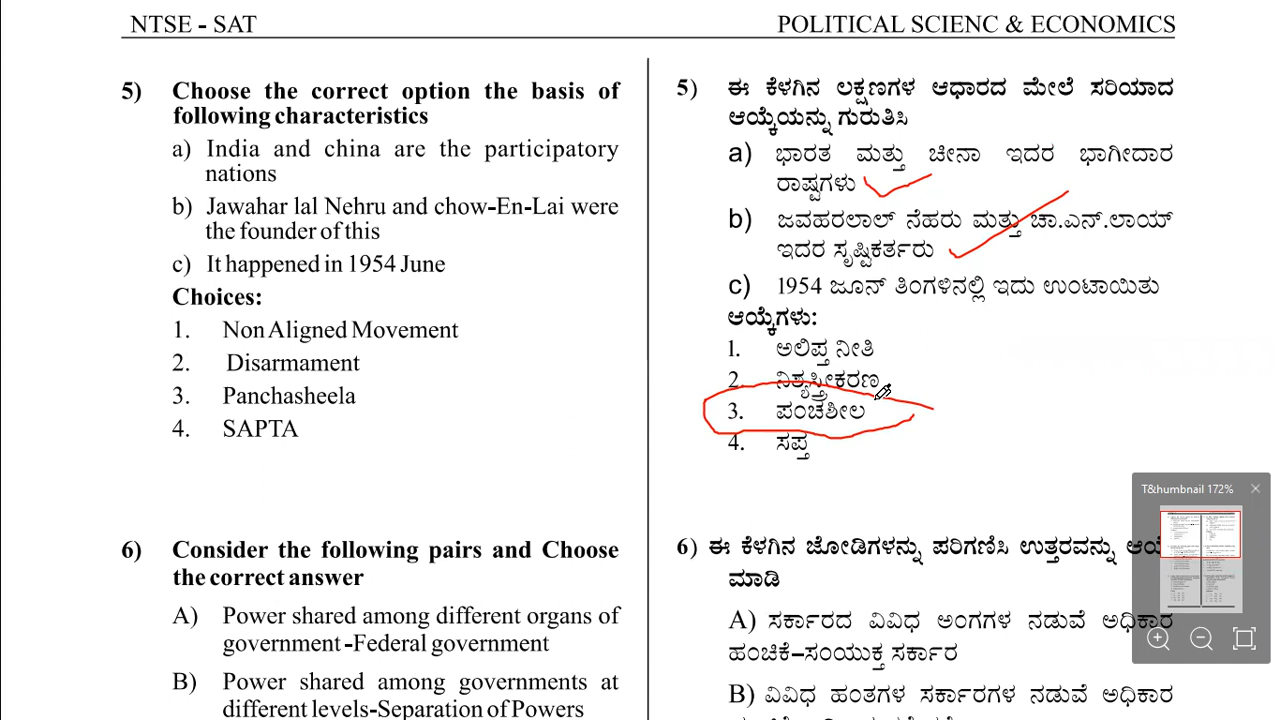 NTSE - SAT
POLITICAL SCIENC & ECONOMICS
5) Choose the correct option the basis of
following characteristics
a) India and china are the participatory
nations
b) Jawahar lal Nehru and chow-En-Lai were
the founder of this
c) It happened in 1954 June
Choices:
1. Non Aligned Movement
2. Disarmament
3. Panchasheela
4. SAPTA
6) Consider the following pairs and Choose
the correct answer
A) Power shared among different organs of
government -Federal government
B) Power shared among governments at
different levels-Separation of Powers
5) ಈ ಕೆಳಗಿನ ಲಕ್ಷಣಗಳ ಆಧಾರದ ಮೇಲೆ ಸರಿಯಾದ
ಆಯ್ಕೆಯನ್ನು ಗುರುತಿಸಿ
a) ಭಾರತ ಮತ್ತು ಚೀನಾ ಇದರ ಭಾಗೀದಾರ
ರಾಷ್ಟ್ರಗಳು
b) ಜವಹರಲಾಲ್ ನೆಹರು ಮತ್ತು ಚಾ.ಎನ್.ಲಾಯ್
ಇದರ ಸೃಷ್ಟಿಕರ್ತರು
c) 1954 ಜೂನ್ ತಿಂಗಳಿನಲ್ಲಿ ಇದು ಉಂಟಾಯಿತು
ಆಯ್ಕೆಗಳು:
1. ಅಲಿಪ್ತ ನೀತಿ
2. ನಿಶ್ಯಸ್ತ್ರೀಕರಣ
3. ಪಂಚಶೀಲ
4. ಸಪ್ತ
6) ಈ ಕೆಳಗಿನ ಜೋಡಿಗಳನ್ನು ಪರಿಗಣಿಸಿ ಉತ್ತರವನ್ನು
ಮಾಡಿ
A) ಸರ್ಕಾರದ ವಿವಿಧ ಅಂಗಗಳ ನಡುವೆ ಅಧಿಕಾರ
ಹಂಚಿಕೆ–ಸಂಯುಕ್ತ ಸರ್ಕಾರ
B) ವಿವಿಧ ಹಂತಗಳ ಸರ್ಕಾರಗಳ ನಡುವೆ ಅಧಿಕಾರ
T&humbnail 172%